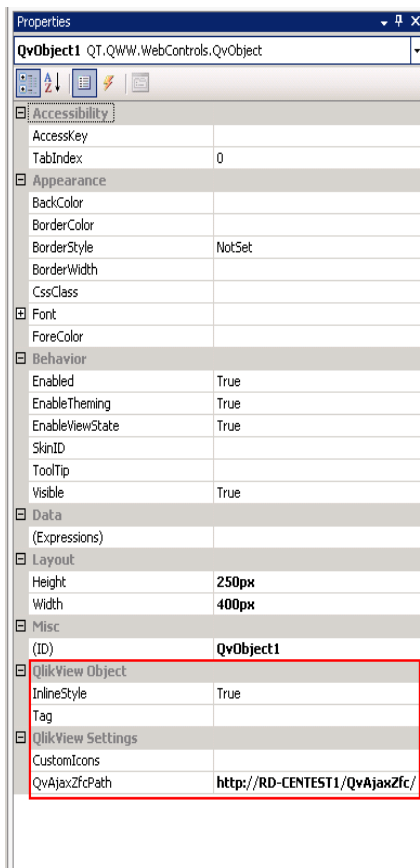 Properties
QvObject1 QT.QWW.WebControls.QvObject
Accessibility
AccessKey
TabIndex 0
Appearance
BackColor
BorderColor
BorderStyle NotSet
BorderWidth
CssClass
Font
ForeColor
Behavior
Enabled True
EnableTheming True
EnableViewState True
SkinID
ToolTip
Visible True
Data
(Expressions)
Layout
Height 250px
Width 400px
Misc
(ID) QvObject1
QlikView Object
InlineStyle True
Tag
QlikView Settings
CustomIcons
QvAjaxZfcPath http://RD-CENTEST1/QvAjaxZfc/